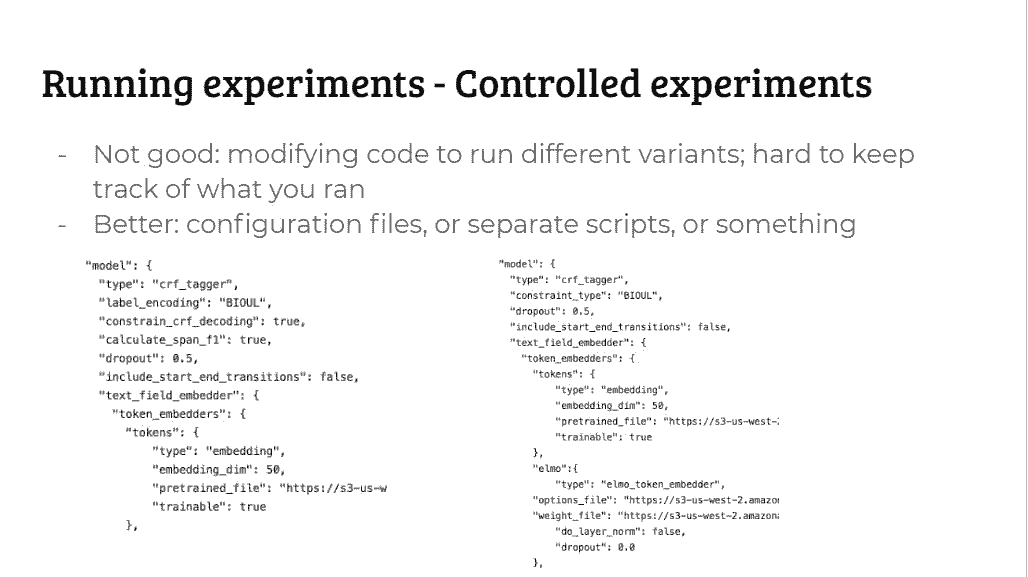 Running experiments - Controlled experiments
- Not good: modifying code to run different variants; hard to keep
track of what you ran
- Better: configuration files, or separate scripts, or something
"model": {
"type": "crf_tagger",
"label_encoding": "BIOUL",
"constrain_crf_decoding": true,
"calculate_span_f1": true,
"dropout": 0.5,
"include_start_end_transitions": false,
"text_field_embedder": {
"token_embedders": {
"tokens": {
"type": "embedding",
"embedding_dim": 50,
"pretrained_file": "https://s3-us-w
"trainable": true
},
"model": {
"type": "crf_tagger",
"constraint_type": "BIOUL",
"dropout": 0.5,
"include_start_end_transitions": false,
"text_field_embedder": {
"token_embedders": {
"tokens": {
"type": "embedding",
"embedding_dim": 50,
"pretrained_file": "https://s3-us-west-
"trainable": true
},
"elmo":{
"type": "elmo_token_embedder",
"options_file": "https://s3-us-west-2.amazon
"weight_file": "https://s3-us-west-2.amazona
"do_layer_norm": false,
"dropout": 0.0
},